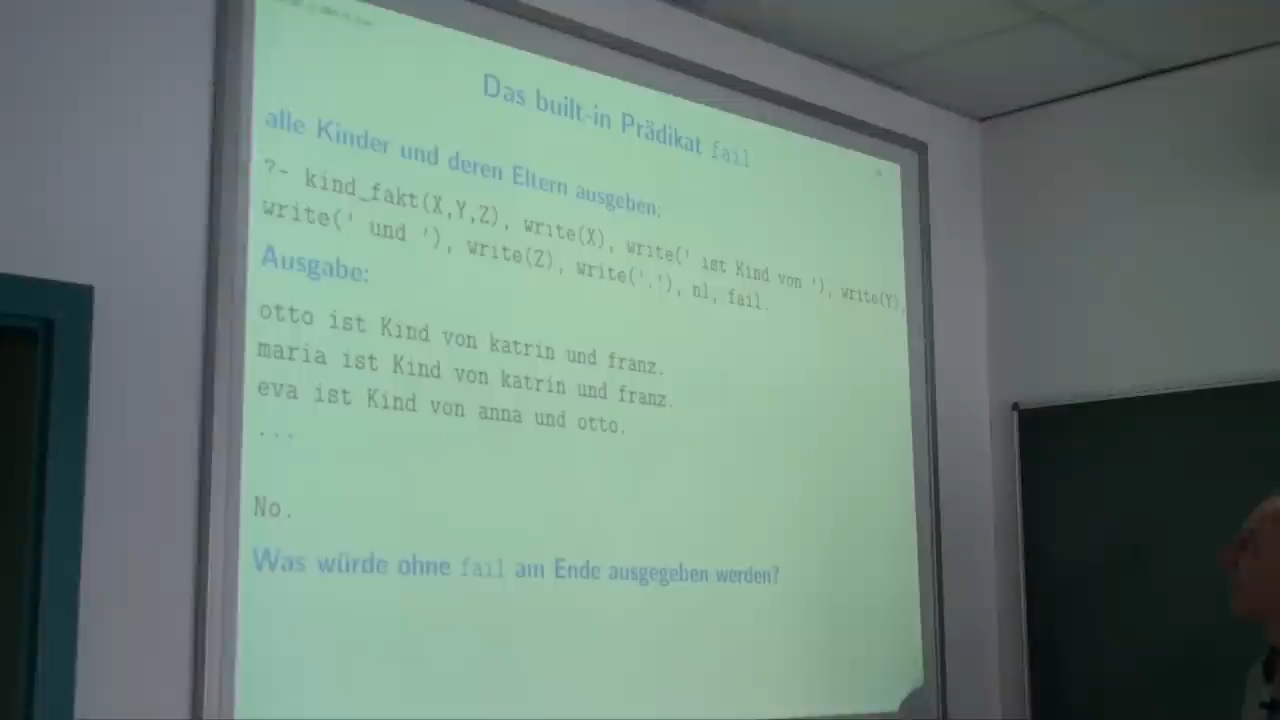 Das built-in Prädikat fail
alle Kinder und deren Eltern ausgeben:
?- kind_fakt(X,Y,Z), write(X), write(' ist Kind von '), write(Y),
write(' und '), write(Z), write('.'), nl, fail.
Ausgabe:
otto ist Kind von katrin und franz.
maria ist Kind von katrin und franz.
eva ist Kind von anna und otto.
...
No.
Was würde ohne fail am Ende ausgegeben werden?